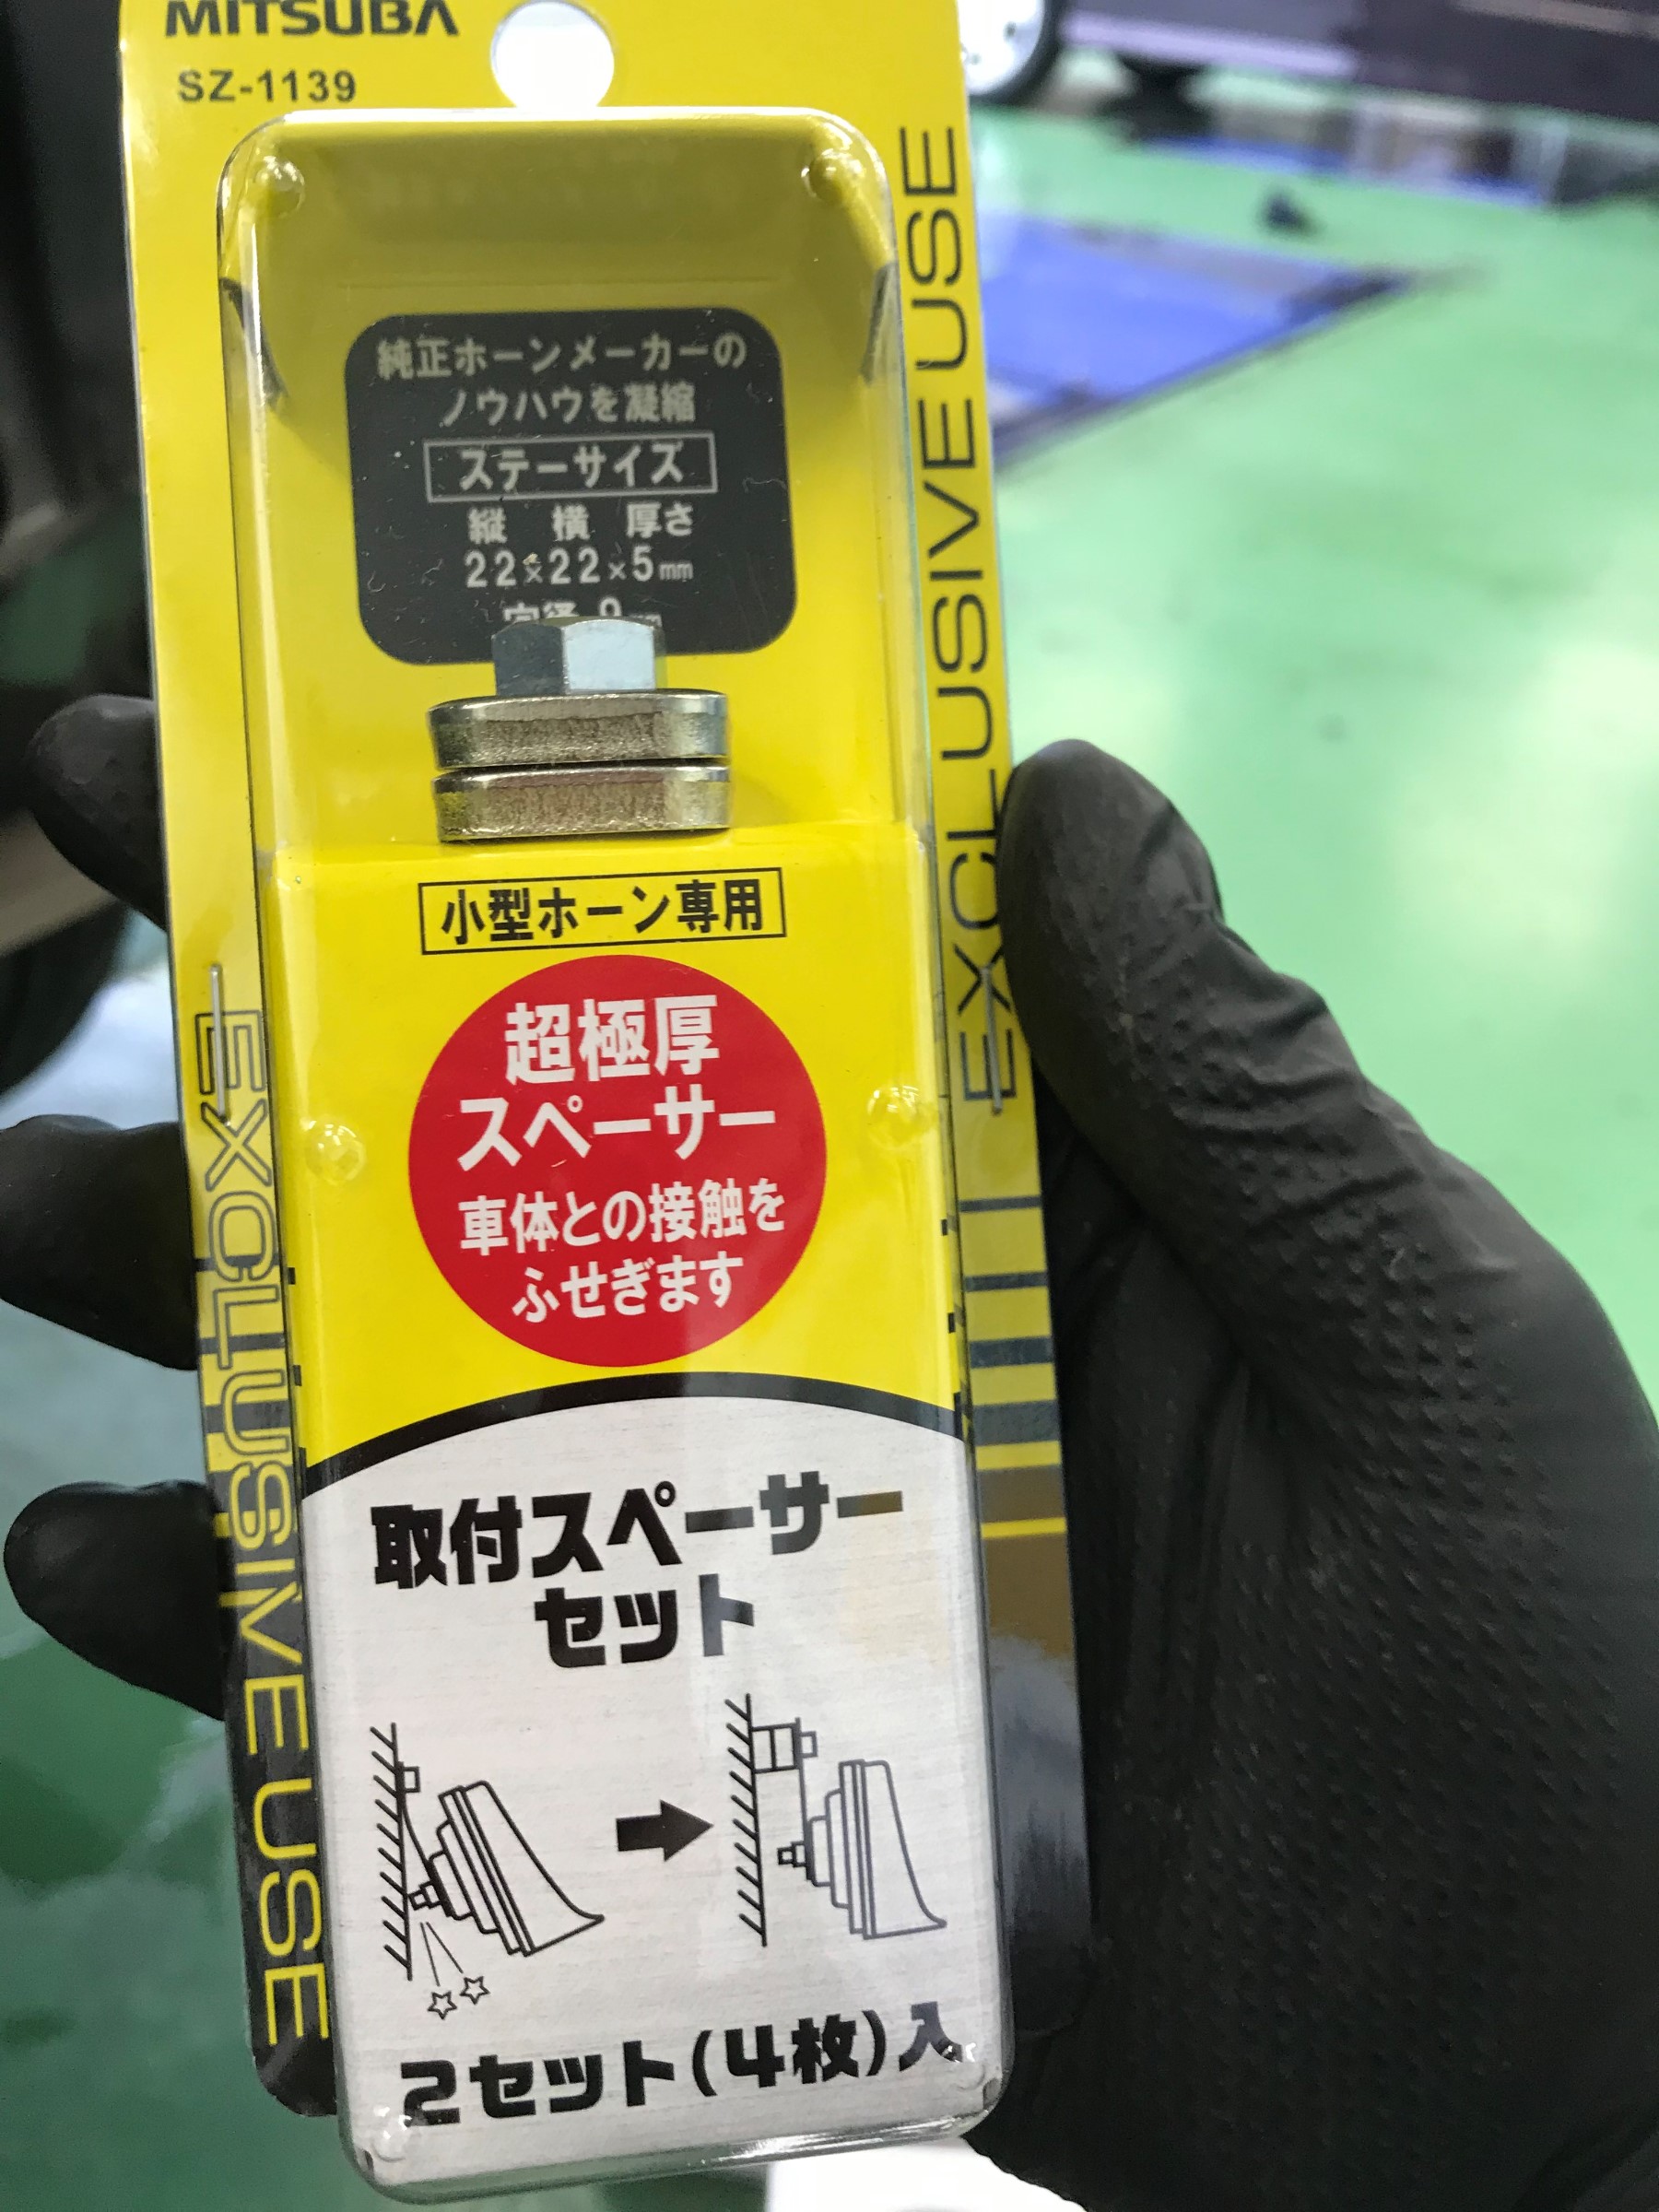 MITSUBA
SZ-1139
純正ホーンメーカーの
ノウハウを凝縮
ステーサイズ
縦 横 厚さ
22×22×5mm
穴径 9mm
小型ホーン専用
超極厚
スペーサー
車体との接触を
ふせぎます
取付スペーサー
セット
2セット(4枚)入
EXCLUSIVE USE
EXCLUSIVE USE